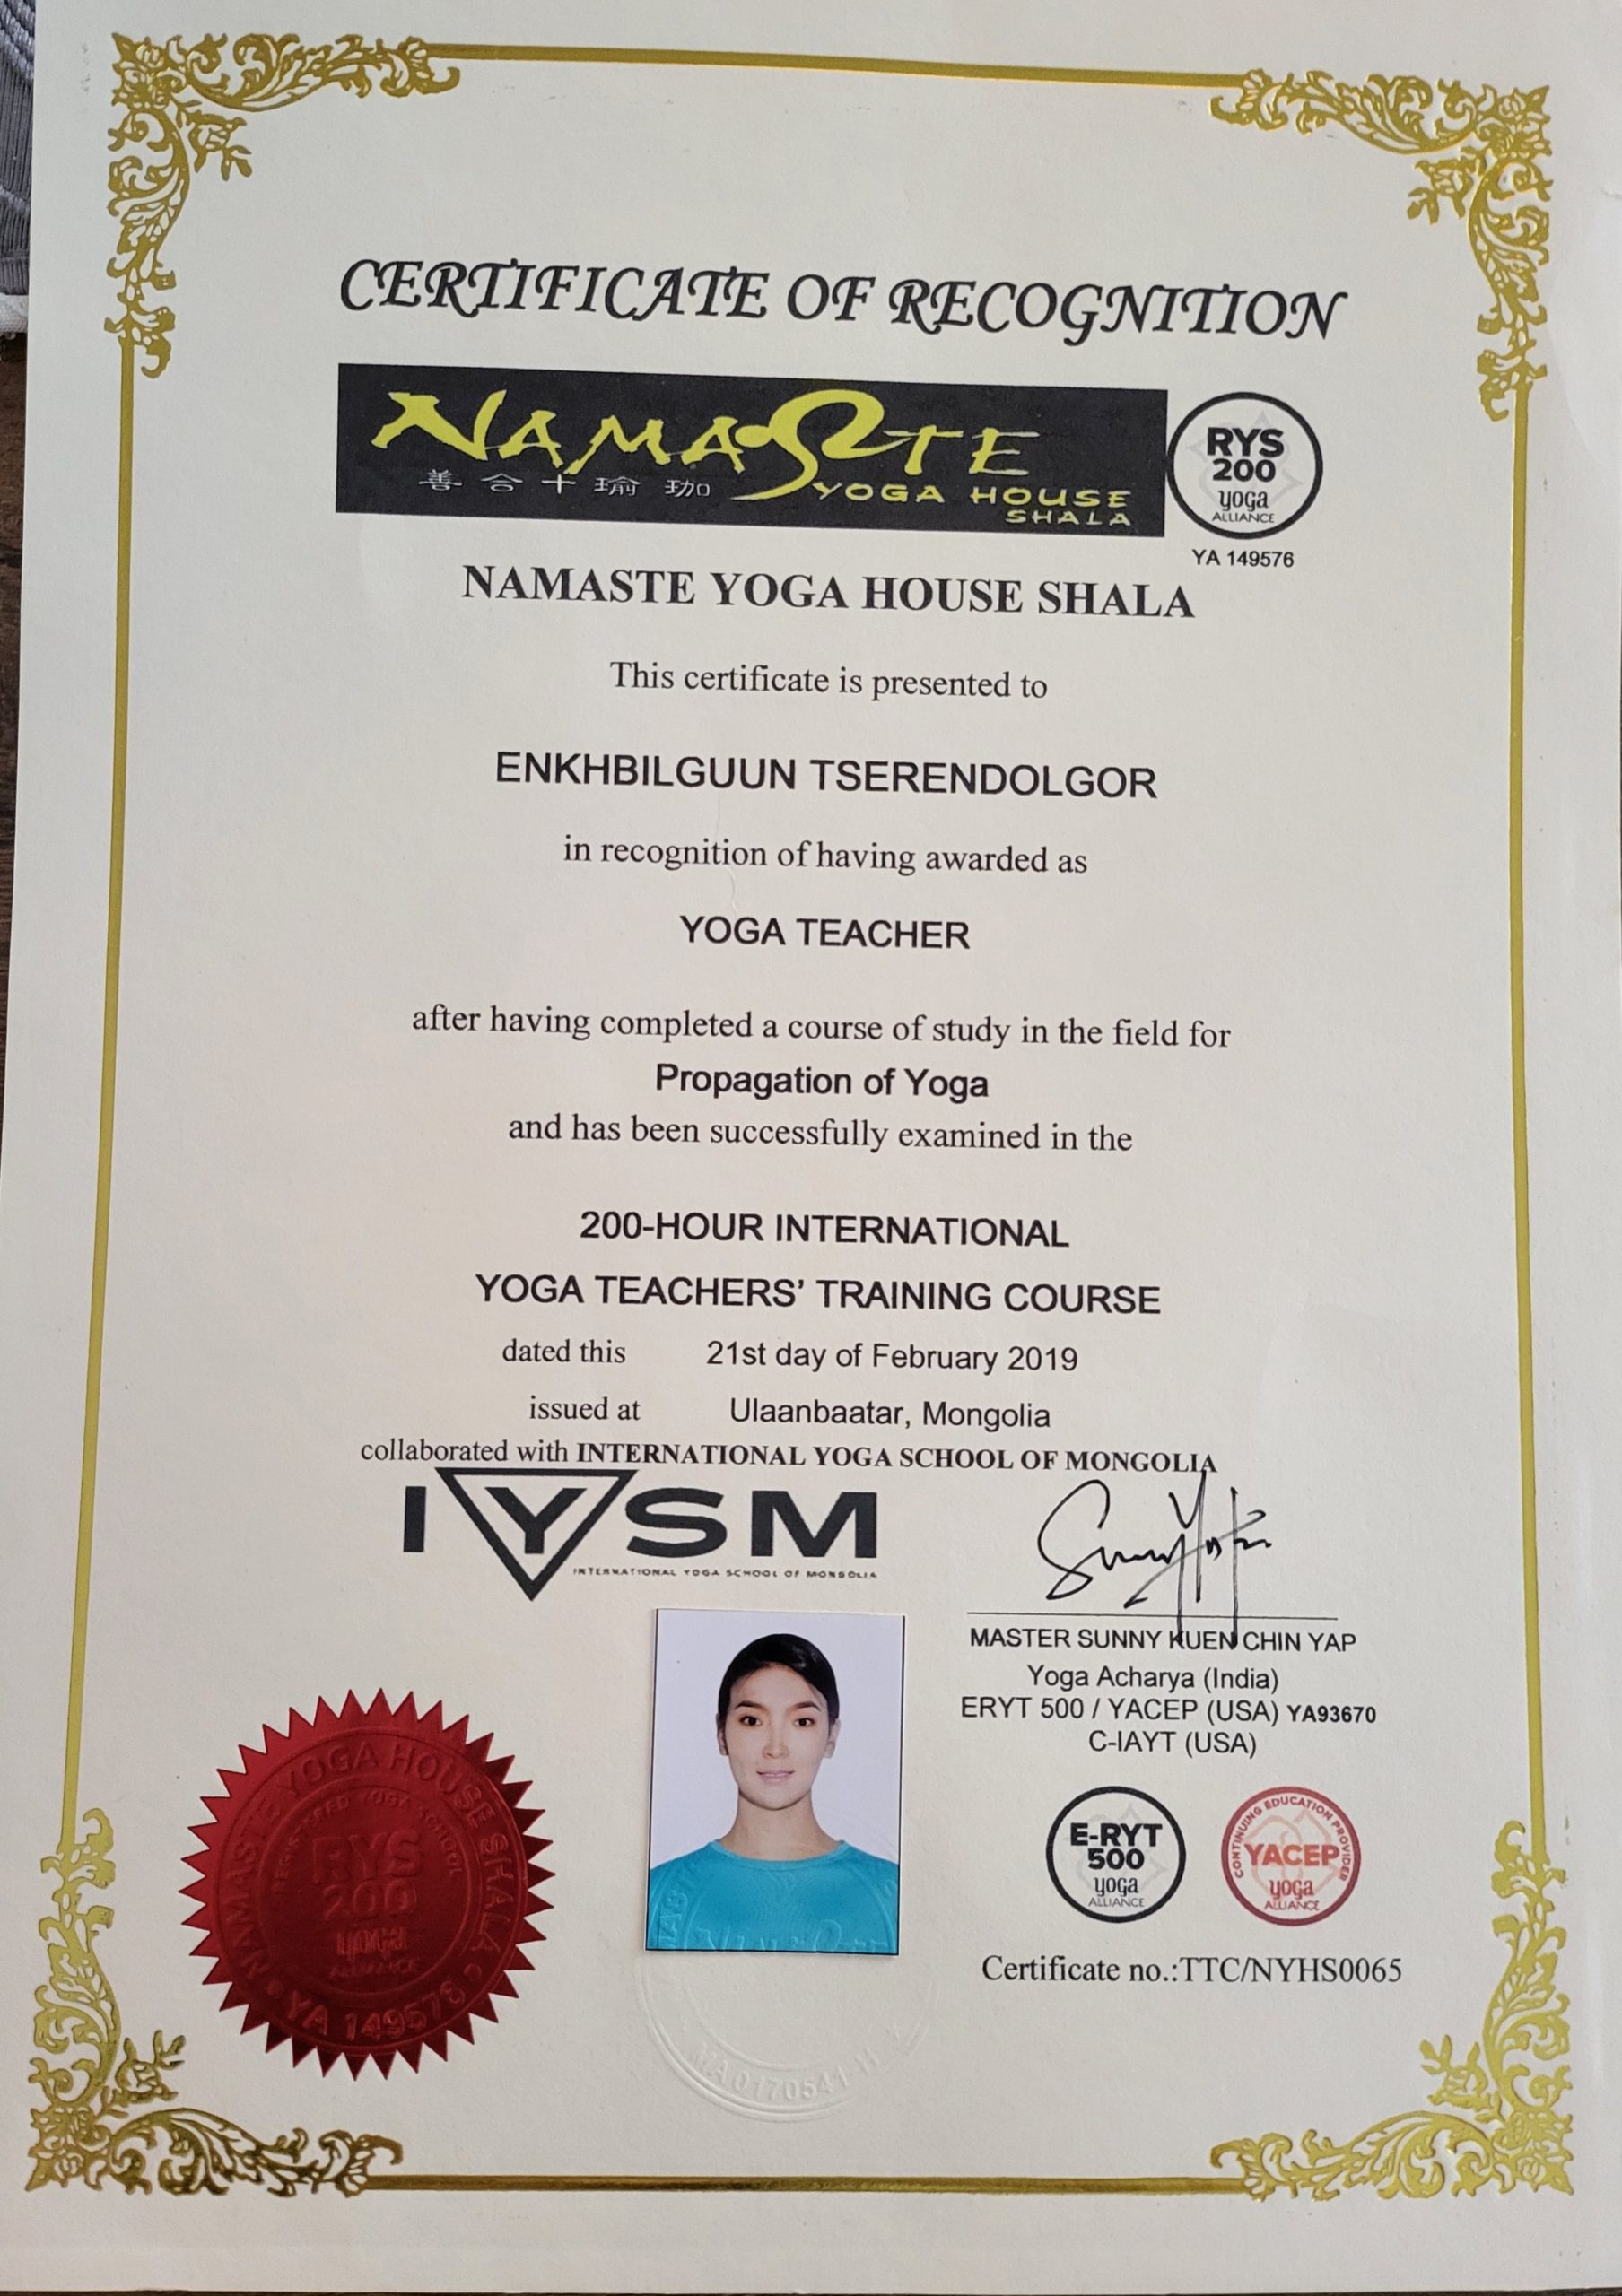 CERTIFICATE OF RECOGNITION
NAMASTE
善合十瑜珈
YOGA HOUSE
SHALA
RYS
200
yoga
ALLIANCE
YA 149576
NAMASTE YOGA HOUSE SHALA
This certificate is presented to
ENKHBILGUUN TSERENDOLGOR
in recognition of having awarded as
YOGA TEACHER
after having completed a course of study in the field for
Propagation of Yoga
and has been successfully examined in the
200-HOUR INTERNATIONAL
YOGA TEACHERS' TRAINING COURSE
dated this 21st day of February 2019
issued at Ulaanbaatar, Mongolia
collaborated with INTERNATIONAL YOGA SCHOOL OF MONGOLIA
IYSM
INTERNATIONAL YOGA SCHOOL OF MONGOLIA
MASTER SUNNY KUEN CHIN YAP
Yoga Acharya (India)
ERYT 500 / YACEP (USA) YA93670
C-IAYT (USA)
NAMASTE YOGA HOUSE SHALA
REGISTERED YOGA SCHOOL
RYS
200
yoga
ALLIANCE
YA 149576
E-RYT
500
yoga
ALLIANCE
CONTINUING EDUCATION PROVIDER
YACEP
yoga
ALLIANCE
Certificate no.:TTC/NYHS0065